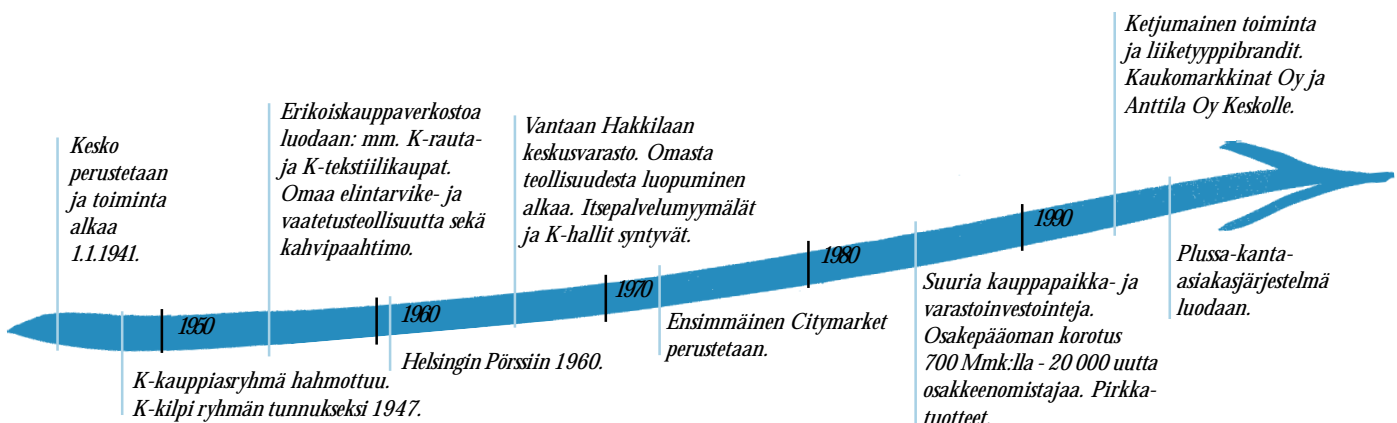 Kesko
perustetaan
ja toiminta
alkaa
1.1.1941.
K-kauppiasryhmä hahmottuu.
K-kilpi ryhmän tunnukseksi 1947.
1950
Erikoiskauppaverkostoa
luodaan: mm. K-rauta-
ja K-tekstiilikaupat.
Omaa elintarvike- ja
vaatetusteollisuutta sekä
kahvipaahtimo.
1960
Helsingin Pörssiin 1960.
Vantaan Hakkilaan
keskusvarasto. Omasta
teollisuudesta luopuminen
alkaa. Itsepalvelumyymälät
ja K-hallit syntyvät.
1970
Ensimmäinen Citymarket
perustetaan.
1980
Suuria kauppapaikka- ja
varastoinvestointeja.
Osakepääoman korotus
700 Mmk:lla - 20 000 uutta
osakkeenomistajaa. Pirkka-
tuotteet.
1990
Ketjumainen toiminta
ja liiketyyppibrandit.
Kaukomarkkinat Oy ja
Anttila Oy Keskolle.
Plussa-kanta-
asiakasjärjestelmä
luodaan.